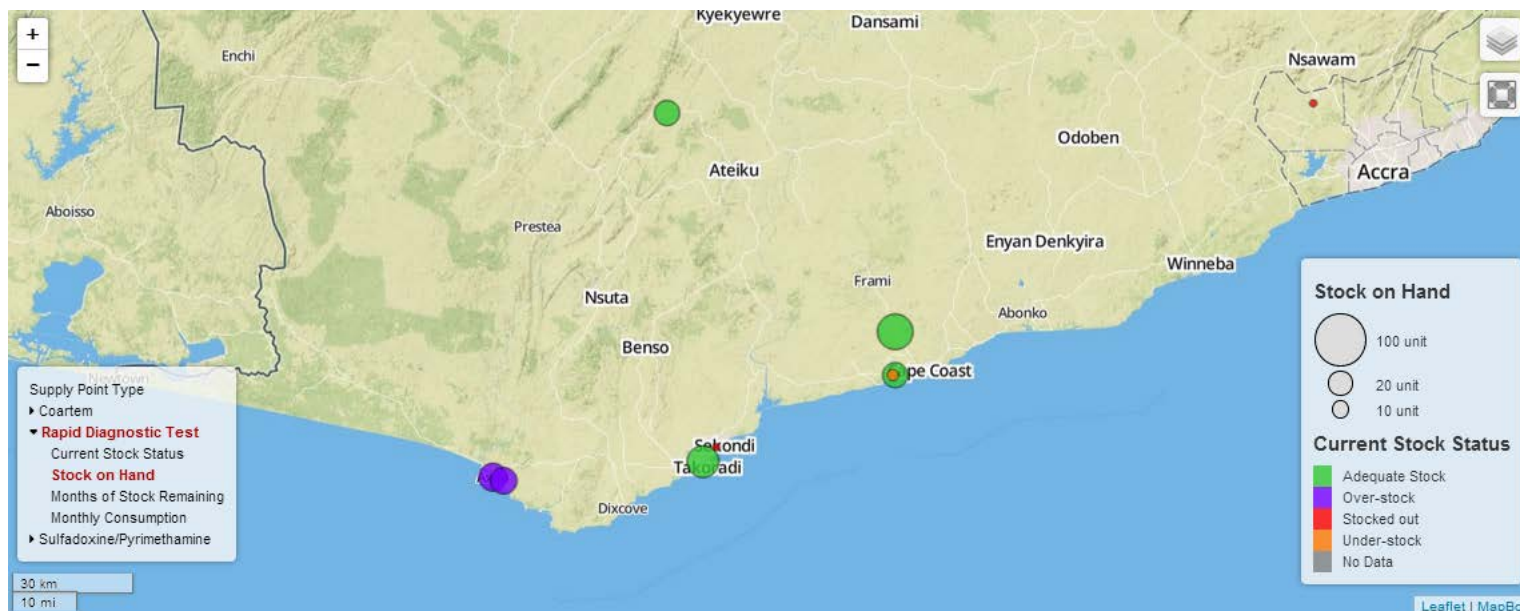 +
−
Kyekyewre
Dansami
Enchi
Nsawam
Odoben
Ateiku
Accra
Aboisso
Prestea
Enyan Denkyira
Winneba
Frami
Nsuta
Abonko
Benso
Newtown
Cape Coast
Sekondi
Takoradi
Dixcove
Supply Point Type
Coartem
Rapid Diagnostic Test
Current Stock Status
Stock on Hand
Months of Stock Remaining
Monthly Consumption
Sulfadoxine/Pyrimethamine
30 km
10 mi
Stock on Hand
100 unit
20 unit
10 unit
Current Stock Status
Adequate Stock
Over-stock
Stocked out
Under-stock
No Data
Leaflet | MapBo